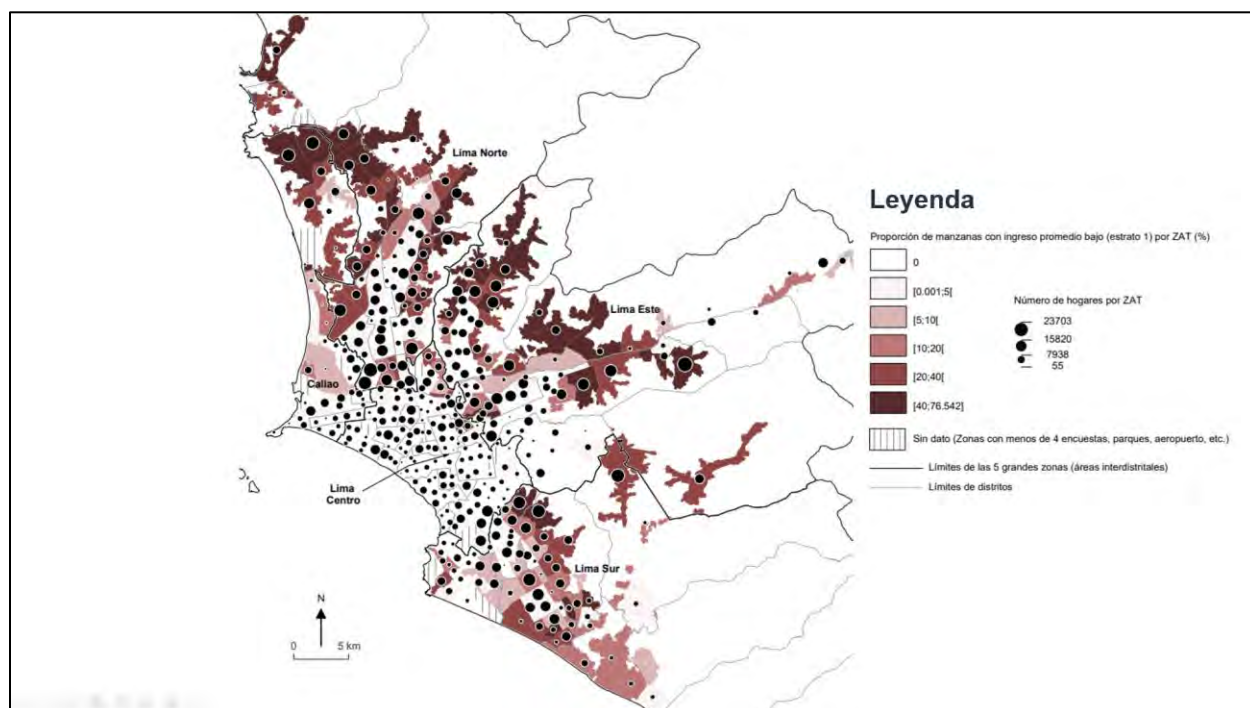 Lima Norte
Lima Este
Callao
Lima
Centro
Lima Sur
N
0 5 km
Leyenda
Proporción de manzanas con ingreso promedio bajo (estrato 1) por ZAT (%)
0
[0.001;5[
[5;10[
[10;20[
[20;40[
[40;76.542]
Número de hogares por ZAT
23703
15820
7938
55
Sin dato (Zonas con menos de 4 encuestas, parques, aeropuerto, etc.)
Límites de las 5 grandes zonas (áreas interdistritales)
Límites de distritos